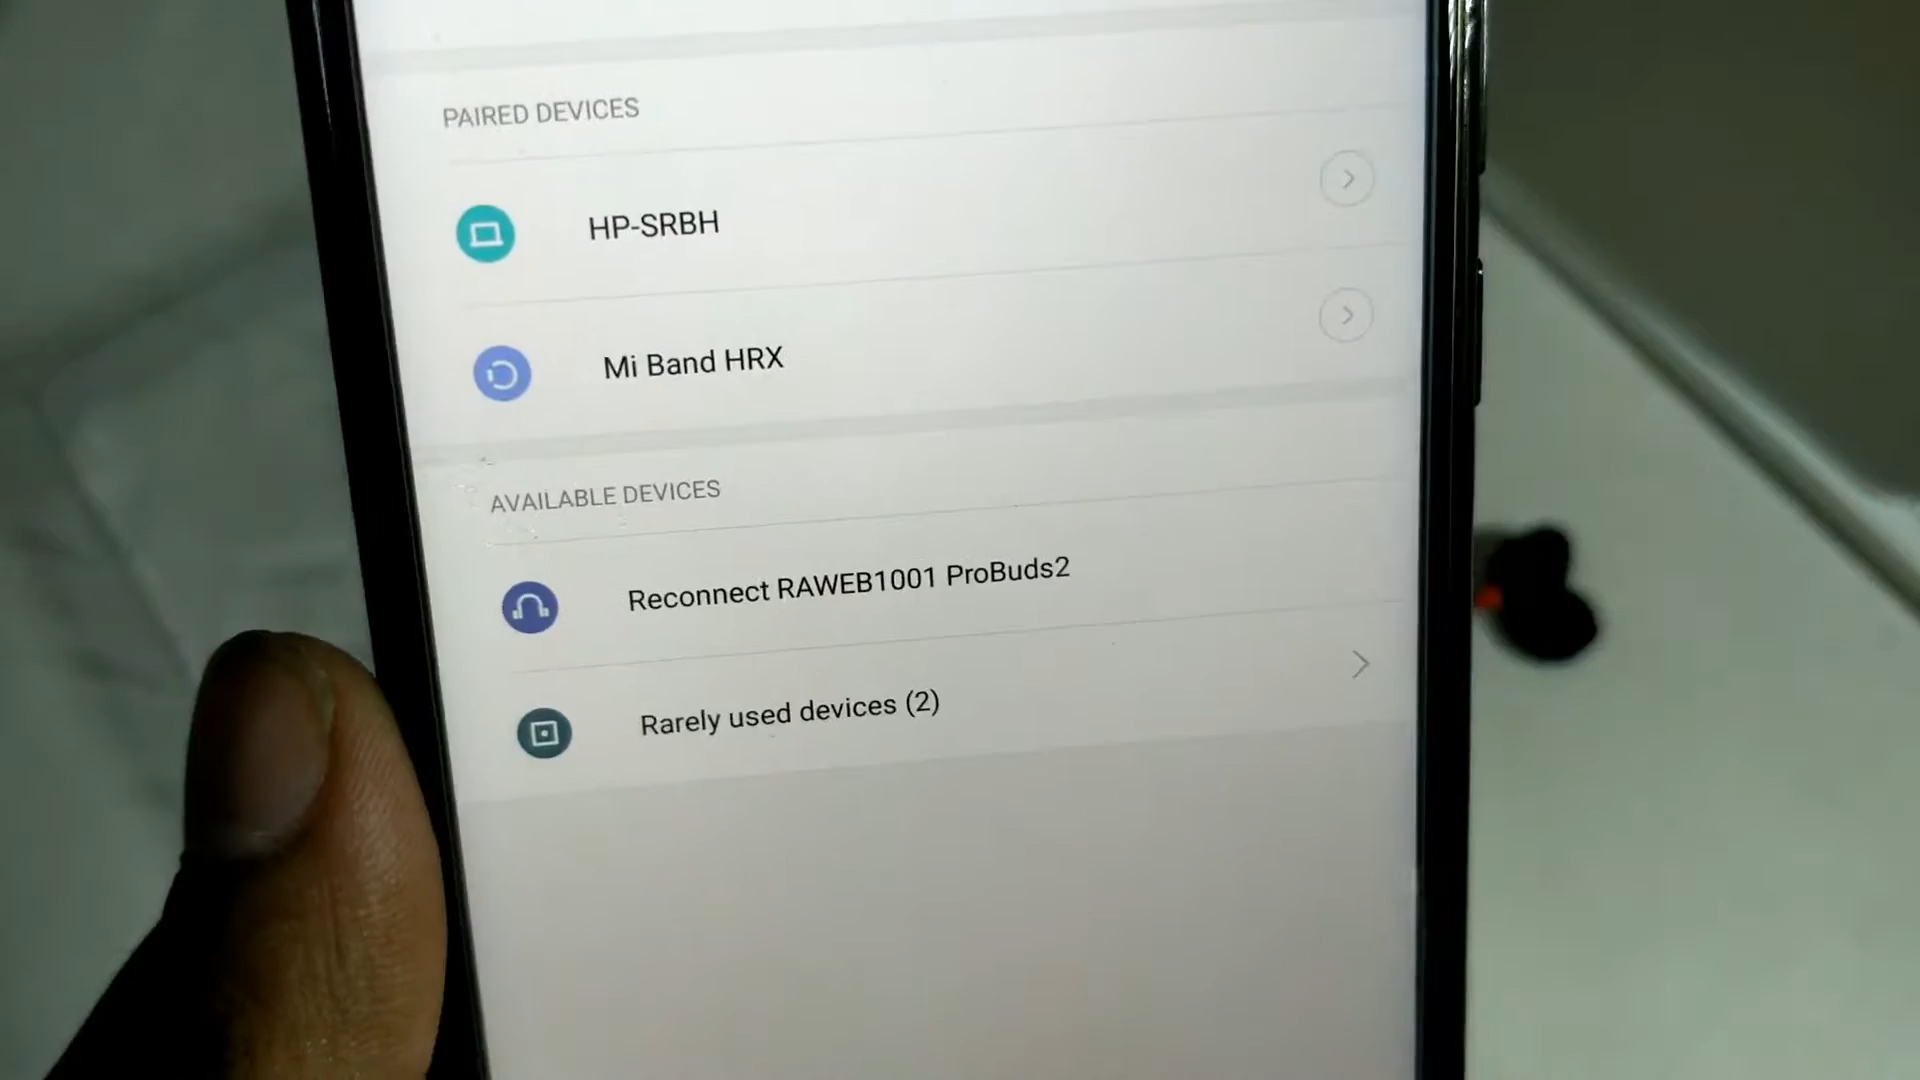 PAIRED DEVICES
HP-SRBH
Mi Band HRX
AVAILABLE DEVICES
Reconnect RAWEB1001 ProBuds2
Rarely used devices (2)